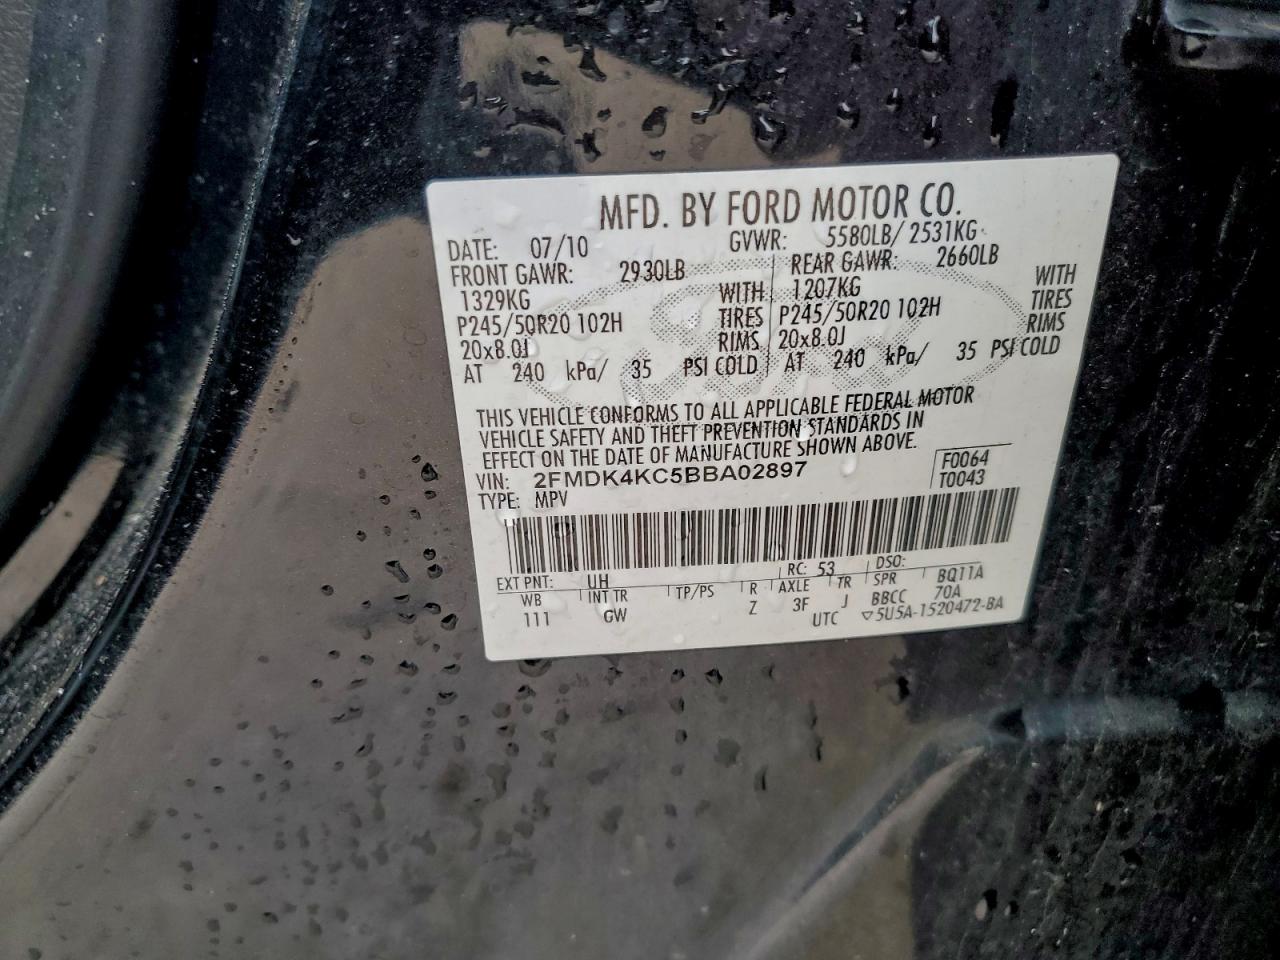 MFD. BY FORD MOTOR CO.
DATE: 07/10 GVWR: 5580LB/ 2531KG
FRONT GAWR: 2930LB REAR GAWR: 2660LB
1329KG WITH 1207KG WITH
P245/50R20 102H TIRES P245/50R20 102H TIRES
20x8.0J RIMS 20x8.0J RIMS
AT 240 kPa/ 35 PSI COLD AT 240 kPa/ 35 PSI COLD
THIS VEHICLE CONFORMS TO ALL APPLICABLE FEDERAL MOTOR
VEHICLE SAFETY AND THEFT PREVENTION STANDARDS IN
EFFECT ON THE DATE OF MANUFACTURE SHOWN ABOVE.
VIN: 2FMDK4KC5BBA02897 F0064
TYPE: MPV T0043
EXT PNT: UH RC: 53 DSO:
WB INT TR TP/PS R AXLE TR SPR BQ11A
111 GW Z 3F J BBCC 70A
UTC ▽5U5A-1520472-BA